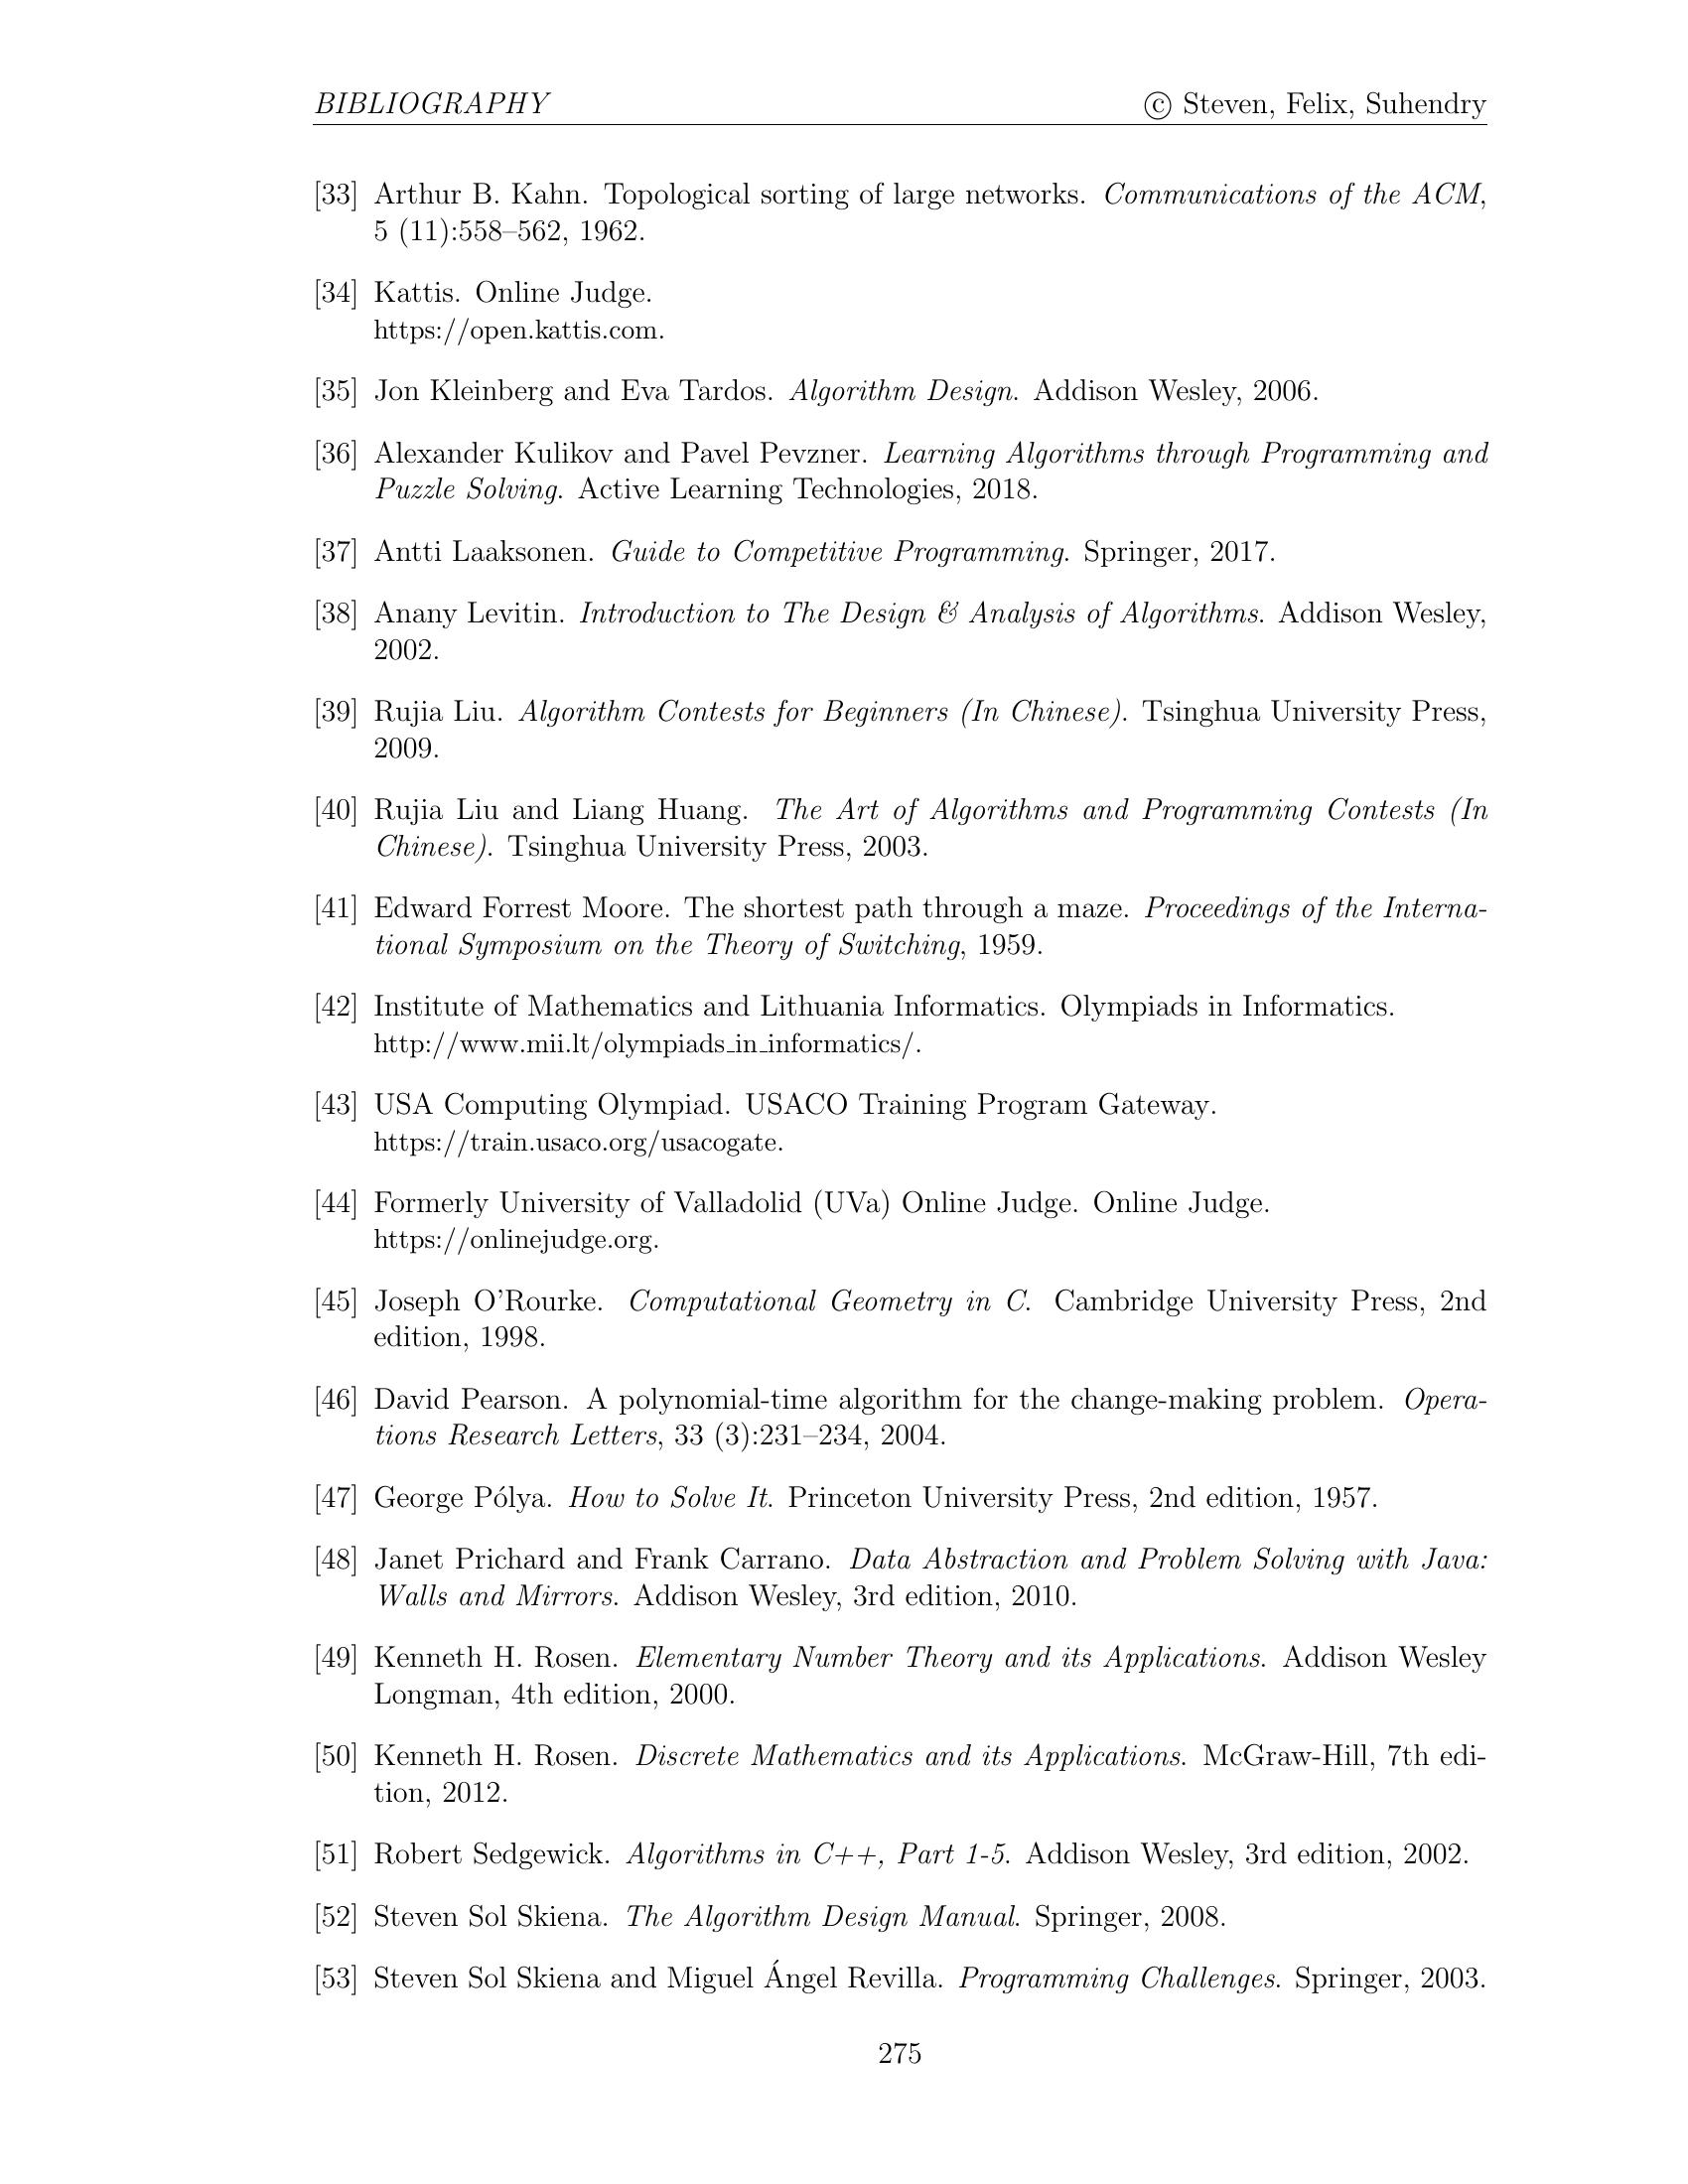 BIBLIOGRAPHY © Steven, Felix, Suhendry
[33] Arthur B. Kahn. Topological sorting of large networks. Communications of the ACM,
5 (11):558–562, 1962.
[34] Kattis. Online Judge.
https://open.kattis.com.
[35] Jon Kleinberg and Eva Tardos. Algorithm Design. Addison Wesley, 2006.
[36] Alexander Kulikov and Pavel Pevzner. Learning Algorithms through Programming and
Puzzle Solving. Active Learning Technologies, 2018.
[37] Antti Laaksonen. Guide to Competitive Programming. Springer, 2017.
[38] Anany Levitin. Introduction to The Design & Analysis of Algorithms. Addison Wesley,
2002.
[39] Rujia Liu. Algorithm Contests for Beginners (In Chinese). Tsinghua University Press,
2009.
[40] Rujia Liu and Liang Huang. The Art of Algorithms and Programming Contests (In
Chinese). Tsinghua University Press, 2003.
[41] Edward Forrest Moore. The shortest path through a maze. Proceedings of the Interna-
tional Symposium on the Theory of Switching, 1959.
[42] Institute of Mathematics and Lithuania Informatics. Olympiads in Informatics.
http://www.mii.lt/olympiads_in_informatics/.
[43] USA Computing Olympiad. USACO Training Program Gateway.
https://train.usaco.org/usacogate.
[44] Formerly University of Valladolid (UVa) Online Judge. Online Judge.
https://onlinejudge.org.
[45] Joseph O'Rourke. Computational Geometry in C. Cambridge University Press, 2nd
edition, 1998.
[46] David Pearson. A polynomial-time algorithm for the change-making problem. Opera-
tions Research Letters, 33 (3):231–234, 2004.
[47] George Pólya. How to Solve It. Princeton University Press, 2nd edition, 1957.
[48] Janet Prichard and Frank Carrano. Data Abstraction and Problem Solving with Java:
Walls and Mirrors. Addison Wesley, 3rd edition, 2010.
[49] Kenneth H. Rosen. Elementary Number Theory and its Applications. Addison Wesley
Longman, 4th edition, 2000.
[50] Kenneth H. Rosen. Discrete Mathematics and its Applications. McGraw-Hill, 7th edi-
tion, 2012.
[51] Robert Sedgewick. Algorithms in C++, Part 1-5. Addison Wesley, 3rd edition, 2002.
[52] Steven Sol Skiena. The Algorithm Design Manual. Springer, 2008.
[53] Steven Sol Skiena and Miguel Ángel Revilla. Programming Challenges. Springer, 2003.
275